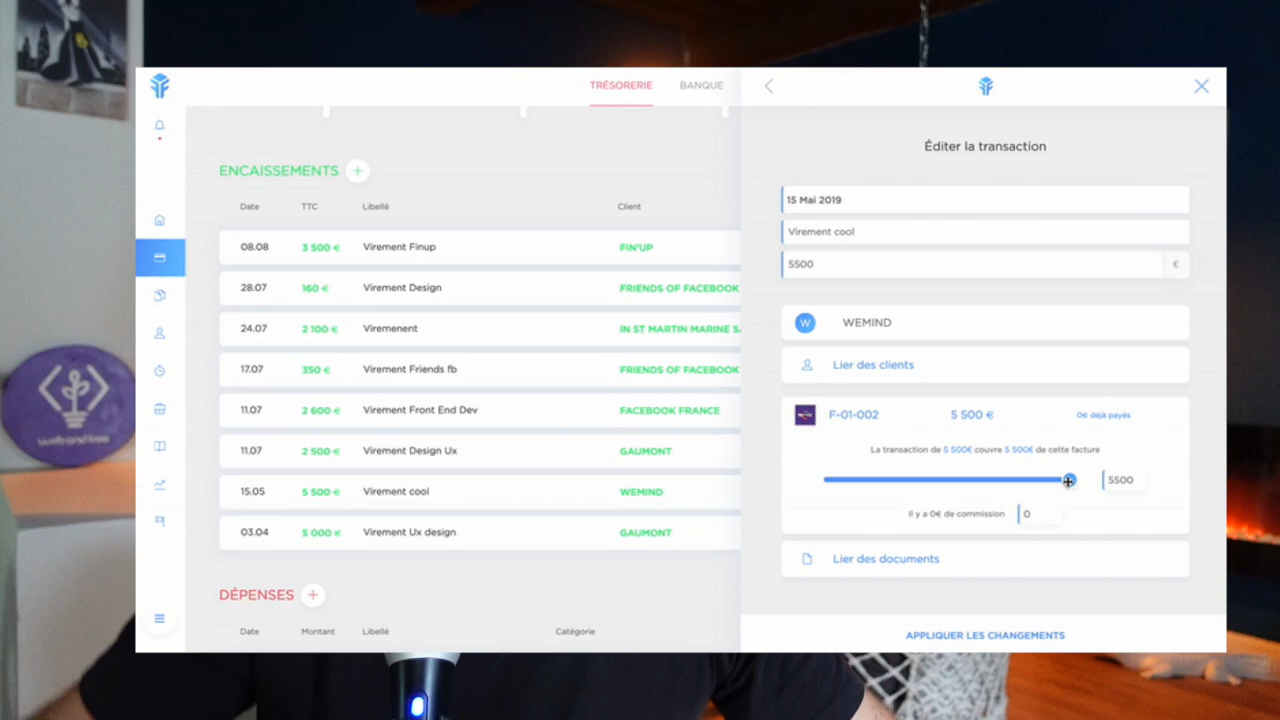 TRÉSORERIE BANQUE
ENCAISSEMENTS +
Date TTC Libellé Client
08.08 3 500 € Virement Finup FIN'UP
28.07 160 € Virement Design FRIENDS OF FACEBOOK
24.07 2 100 € Viremenent IN ST MARTIN MARINE S
17.07 350 € Virement Friends fb FRIENDS OF FACEBOOK
11.07 2 600 € Virement Front End Dev FACEBOOK FRANCE
11.07 2 500 € Virement Design Ux GAUMONT
15.05 5 500 € Virement cool WEMIND
03.04 5 000 € Virement Ux design GAUMONT
DÉPENSES +
Date Montant Libellé Catégorie
Éditer la transaction
15 Mai 2019
Virement cool
5500 €
W WEMIND
Lier des clients
F-01-002 5 500 € 0€ déjà payés
La transaction de 5 500€ couvre 5 500€ de cette facture
5500
Il y a 0€ de commission 0
Lier des documents
APPLIQUER LES CHANGEMENTS